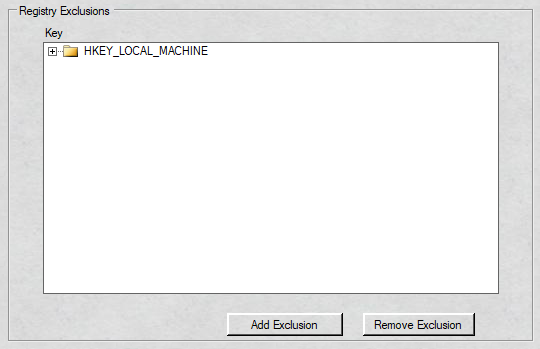 Registry Exclusions
Key
HKEY_LOCAL_MACHINE
Add Exclusion
Remove Exclusion